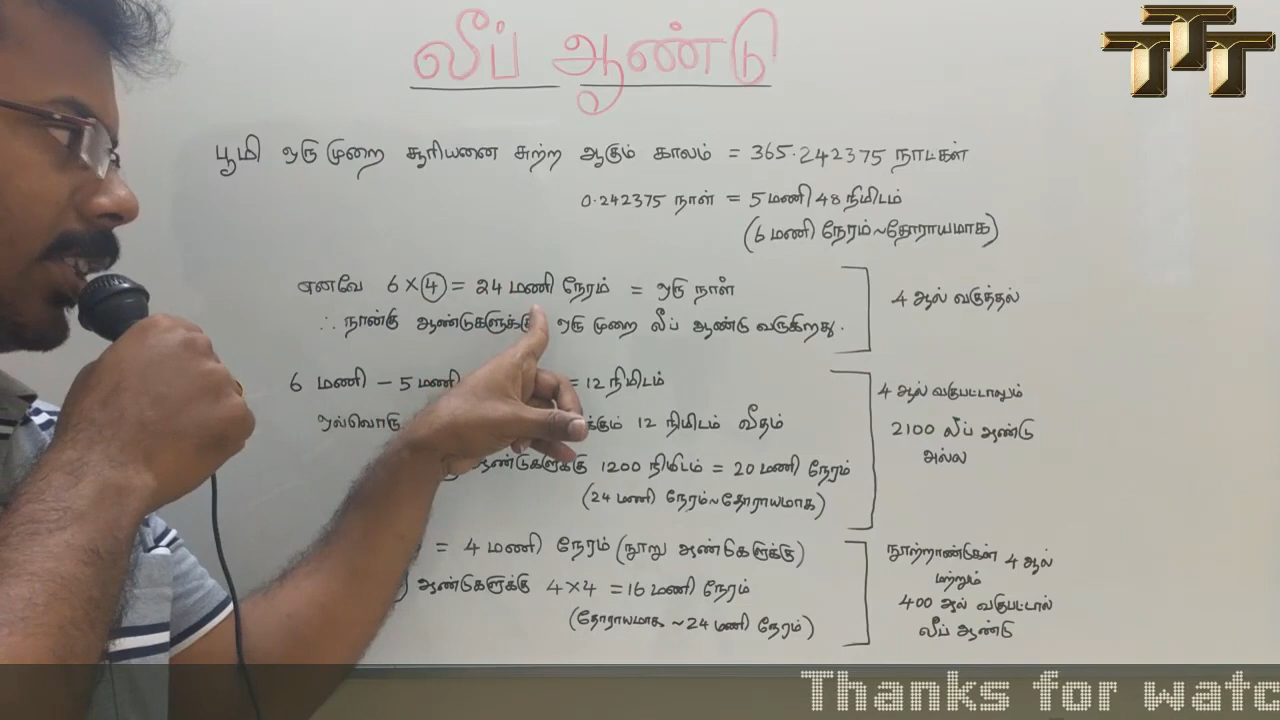 TTT
லீப் ஆண்டு
பூமி ஒரு முறை சூரியனை சுற்ற ஆகும் காலம் = 365.242375 நாட்கள்
0.242375 நாள் = 5 மணி 48 நிமிடம்
(6 மணி நேரம் ~ தோராயமாக)
எனவே 6 × 4 = 24 மணி நேரம் = ஒரு நாள்
∴ நான்கு ஆண்டுகளுக்கு ஒரு முறை லீப் ஆண்டு வருகிறது.
4 ஆல் வகுத்தல்
6 மணி – 5 மணி = 12 நிமிடம்
ஒவ்வொரு க்கும் 12 நிமிடம் வீதம்
ஆண்டுகளுக்கு 1200 நிமிடம் = 20 மணி நேரம்
(24 மணி நேரம் ~ தோராயமாக)
4 ஆல் வகுபட்டாலும்
2100 லீப் ஆண்டு
அல்ல
= 4 மணி நேரம் (நூறு ஆண்டுகளுக்கு)
) ஆண்டுகளுக்கு 4 × 4 = 16 மணி நேரம்
(தோராயமாக ~ 24 மணி நேரம்)
நூற்றாண்டுகள் 4 ஆல்
மற்றும்
400 ஆல் வகுபட்டால்
லீப் ஆண்டு
Thanks for watc